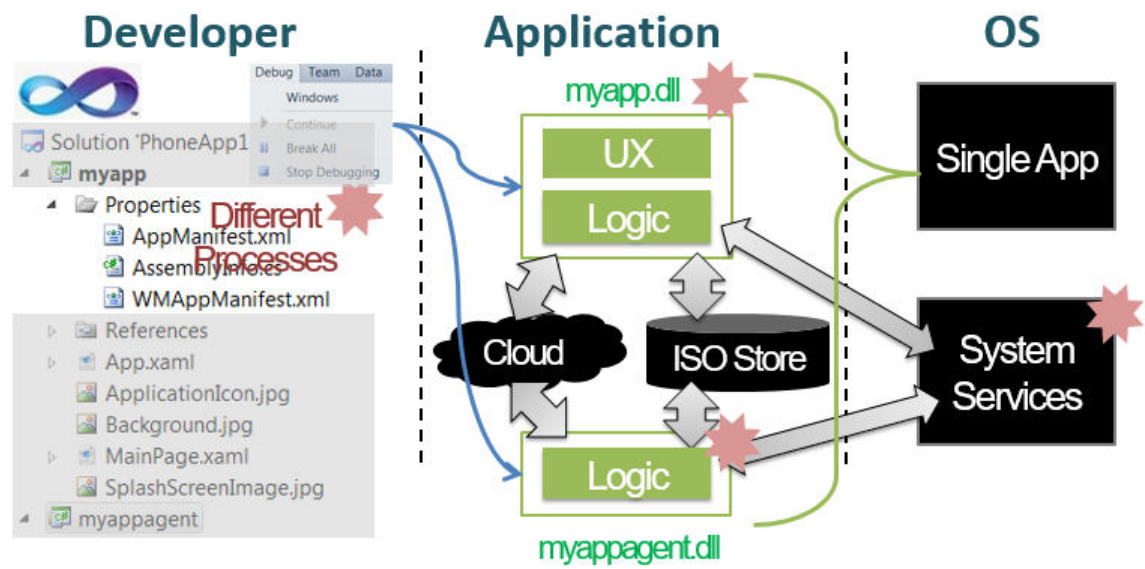 Developer
Application
OS
Debug Team Data
Windows
Continue
Break All
Stop Debugging
Solution 'PhoneApp1
myapp
Properties
AppManifest.xml
AssemblyInfo.cs
WMAppManifest.xml
References
App.xaml
ApplicationIcon.jpg
Background.jpg
MainPage.xaml
SplashScreenImage.jpg
myappagent
Different
Processes
myapp.dll
UX
Logic
Cloud
ISO Store
Logic
myappagent.dll
Single App
System
Services